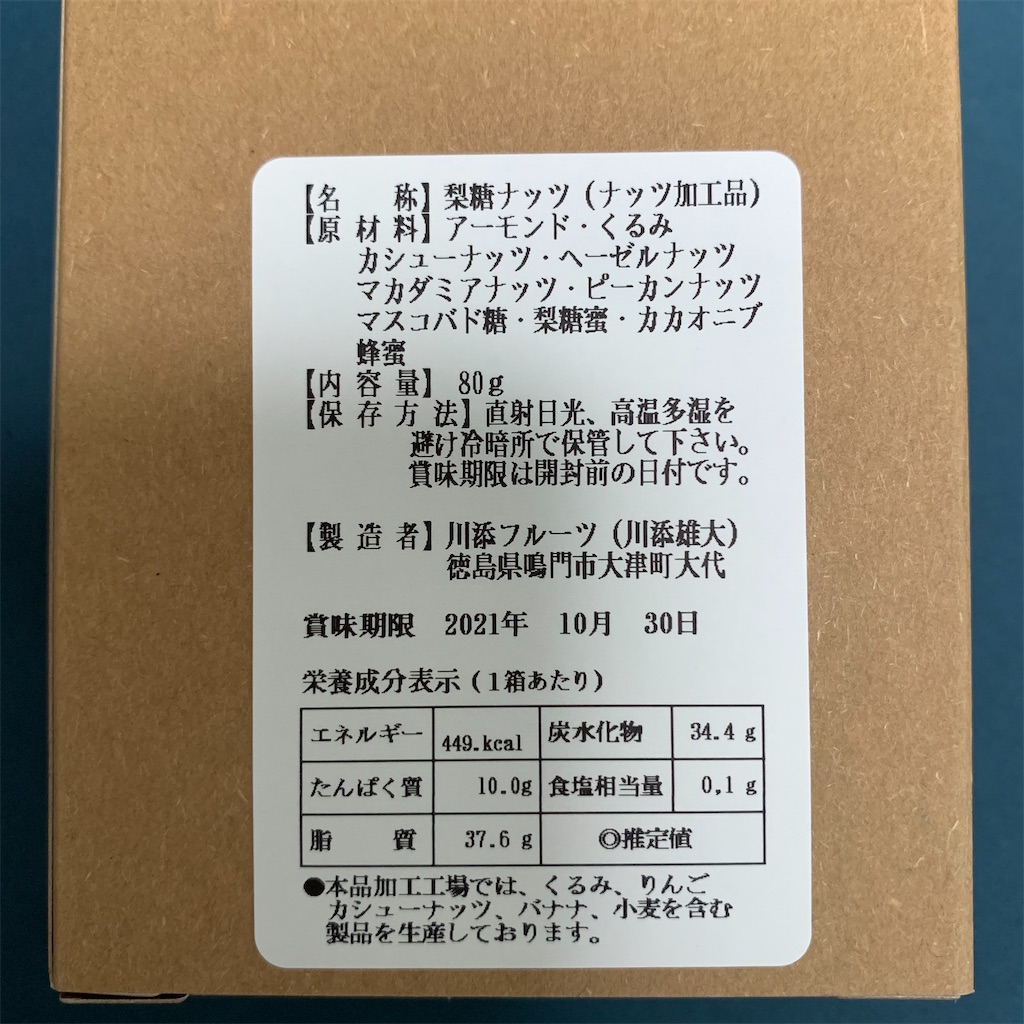 【名　　称】梨糖ナッツ（ナッツ加工品）
【原 材 料】アーモンド・くるみ
カシューナッツ・ヘーゼルナッツ
マカダミアナッツ・ピーカンナッツ
マスコバド糖・梨糖蜜・カカオニブ
蜂蜜
【内 容 量】 80g
【保 存 方 法】直射日光、高温多湿を
避け冷暗所で保管して下さい。
賞味期限は開封前の日付です。
【製 造 者】川添フルーツ（川添雄大）
徳島県鳴門市大津町大代
賞味期限　2021年　10月　30日
栄養成分表示（1箱あたり）
エネルギー 449.kcal 炭水化物 34.4 g
たんぱく質 10.0g 食塩相当量 0,1 g
脂　　質 37.6 g ◎推定値
●本品加工工場では、くるみ、りんご
カシューナッツ、バナナ、小麦を含む
製品を生産しております。